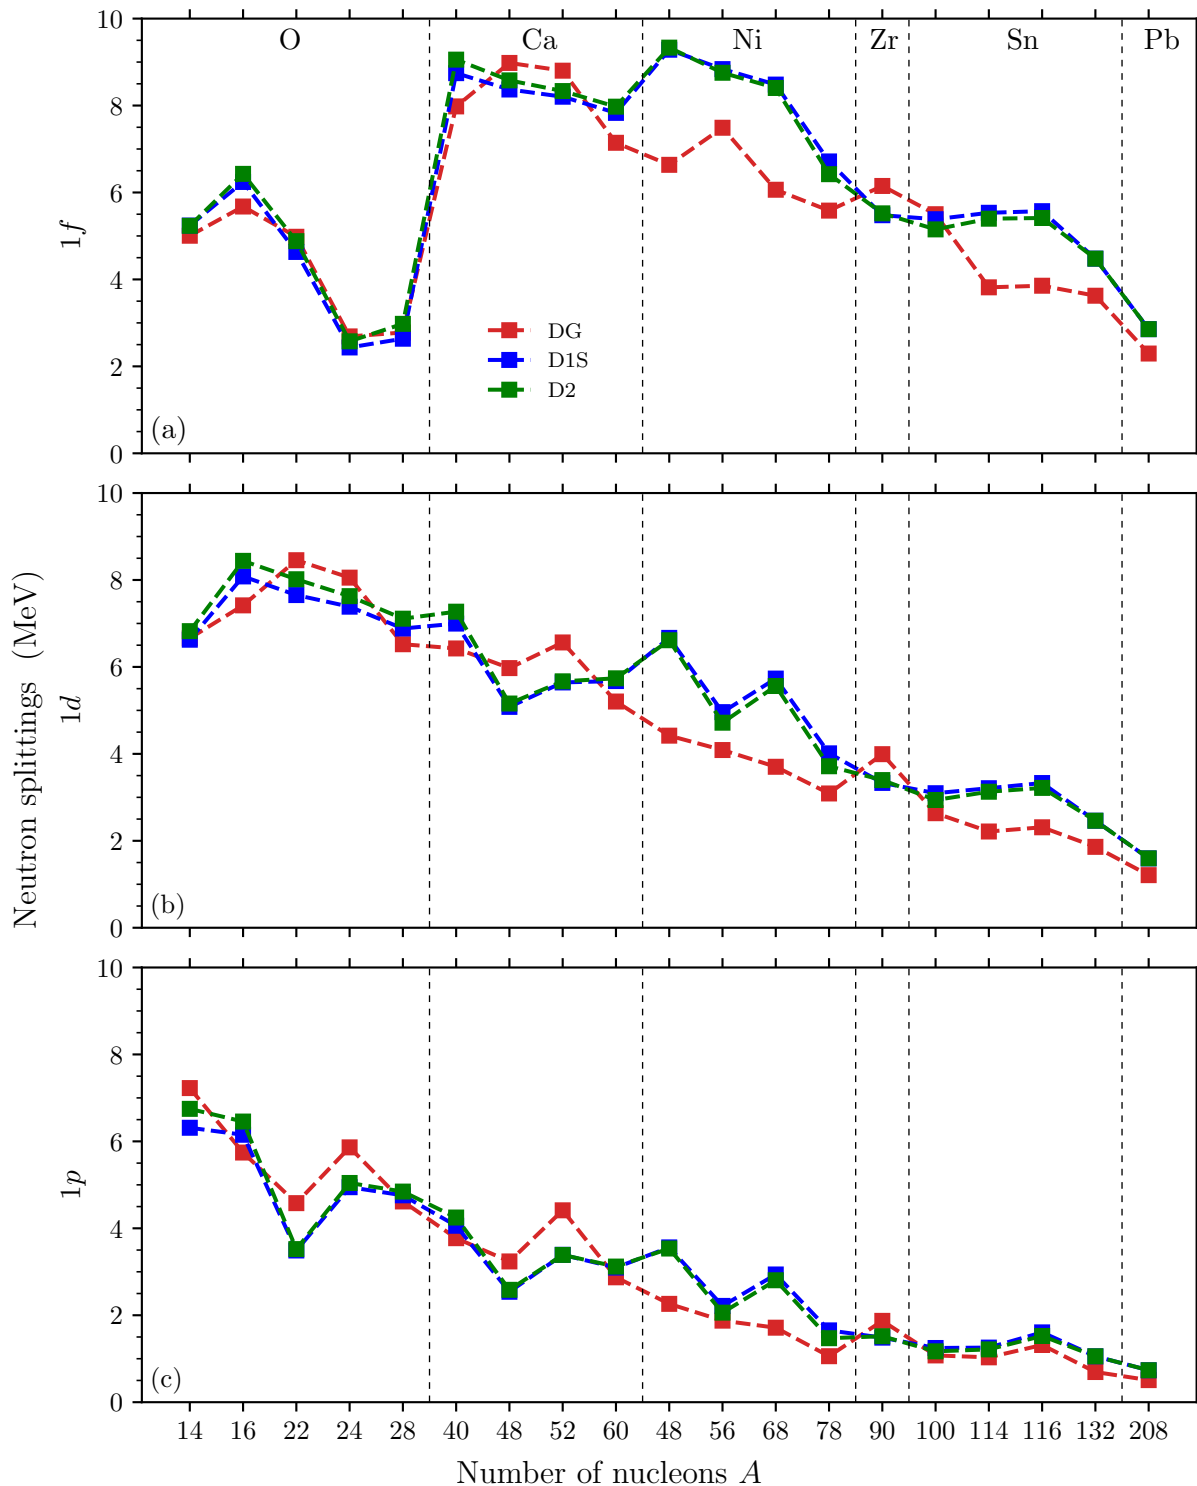 O Ca Ni Zr Sn Pb
10
8
6
4
2
0
1f
DG
D1S
D2
(a)
10
8
6
4
2
0
1d
(b)
Neutron splittings (MeV)
10
8
6
4
2
0
1p
(c)
14 16 22 24 28 40 48 52 60 48 56 68 78 90 100 114 116 132 208
Number of nucleons A